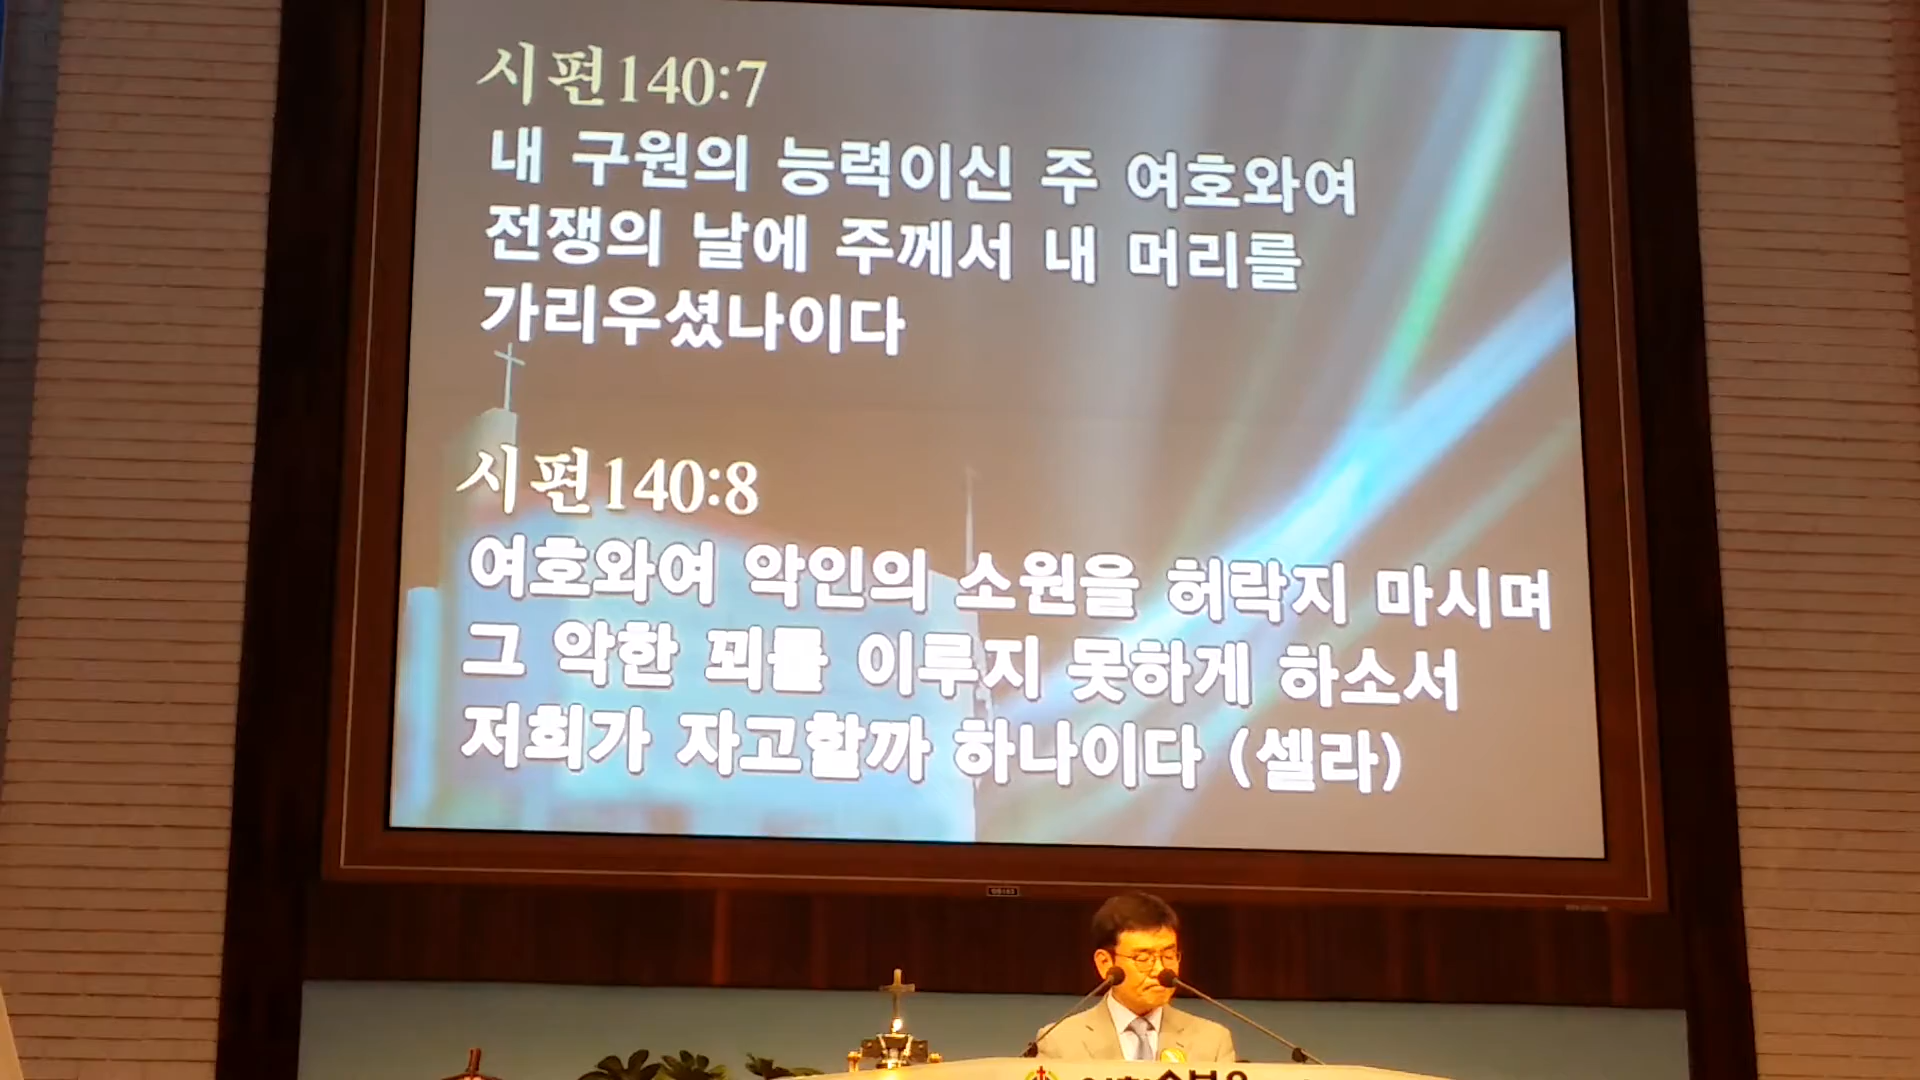 시편140:7
내 구원의 능력이신 주 여호와여
전쟁의 날에 주께서 내 머리를
가리우셨나이다
시편140:8
여호와여 악인의 소원을 허락지 마시며
그 악한 꾀를 이루지 못하게 하소서
저희가 자고할까 하나이다 (셀라)